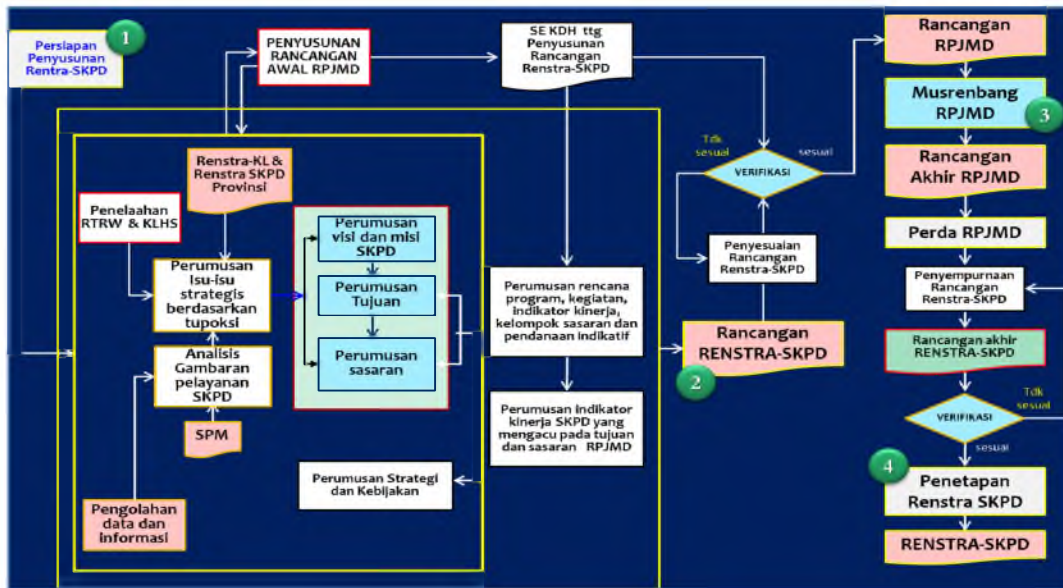 1
Persiapan
Penyusunan
Rentra-SKPD
PENYUSUNAN
RANCANGAN
AWAL RPJMD
SE KDH ttg
Penyusunan
Rancangan
Renstra-SKPD
Renstra-KL &
Renstra SKPD
Provinsi
Penelaahan
RTRW & KLHS
Perumusan
Isu-isu
strategis
berdasarkan
tupoksi
Analisis
Gambaran
pelayanan
SKPD
SPM
Pengolahan
data dan
informasi
Perumusan
visi dan misi
SKPD
Perumusan
Tujuan
Perumusan
sasaran
Perumusan Strategi
dan Kebijakan
Perumusan rencana
program, kegiatan,
indikator kinerja,
kelompok sasaran dan
pendanaan indikatif
Perumusan indikator
kinerja SKPD yang
mengacu pada tujuan
dan sasaran RPJMD
Rancangan
RENSTRA-SKPD
2
Penyesuaian
Rancangan
Renstra-SKPD
Tdk
sesuai
VERIFIKASI
sesuai
Rancangan
RPJMD
Musrenbang
RPJMD
3
Rancangan
Akhir RPJMD
Perda RPJMD
Penyempurnaan
Rancangan
Renstra-SKPD
Rancangan akhir
RENSTRA-SKPD
VERIFIKASI
Tdk
sesuai
sesuai
4
Penetapan
Renstra SKPD
RENSTRA-SKPD